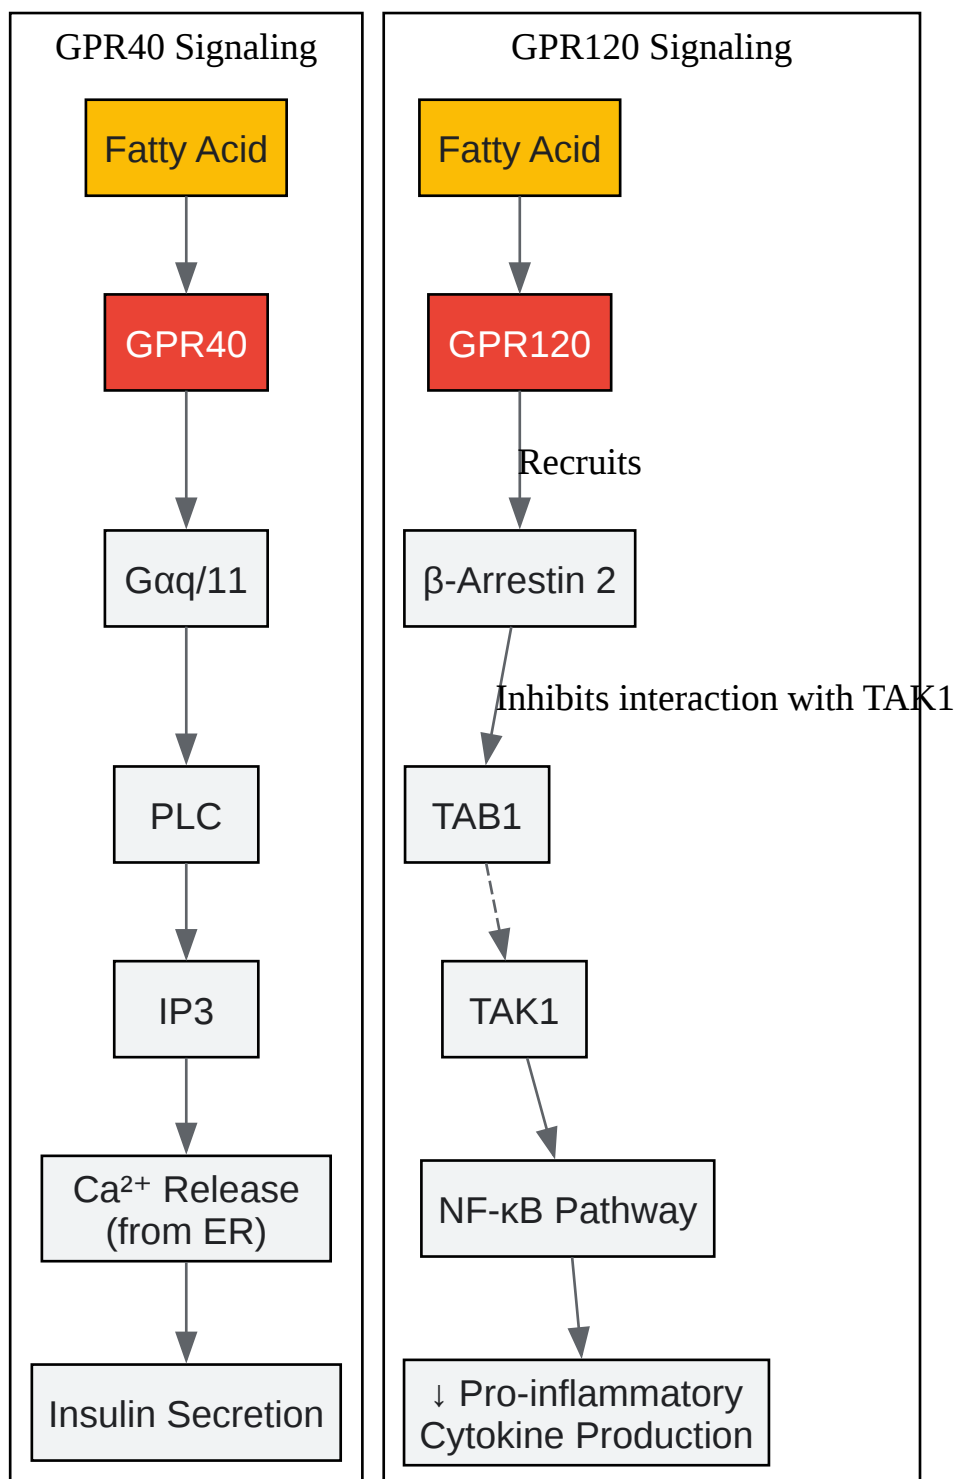 GPR40 Signaling
Fatty Acid
GPR40
Gαq/11
PLC
IP3
Ca²⁺ Release
(from ER)
Insulin Secretion
GPR120 Signaling
Fatty Acid
GPR120
Recruits
β-Arrestin 2
Inhibits interaction with TAK1
TAB1
TAK1
NF-κB Pathway
↓ Pro-inflammatory
Cytokine Production